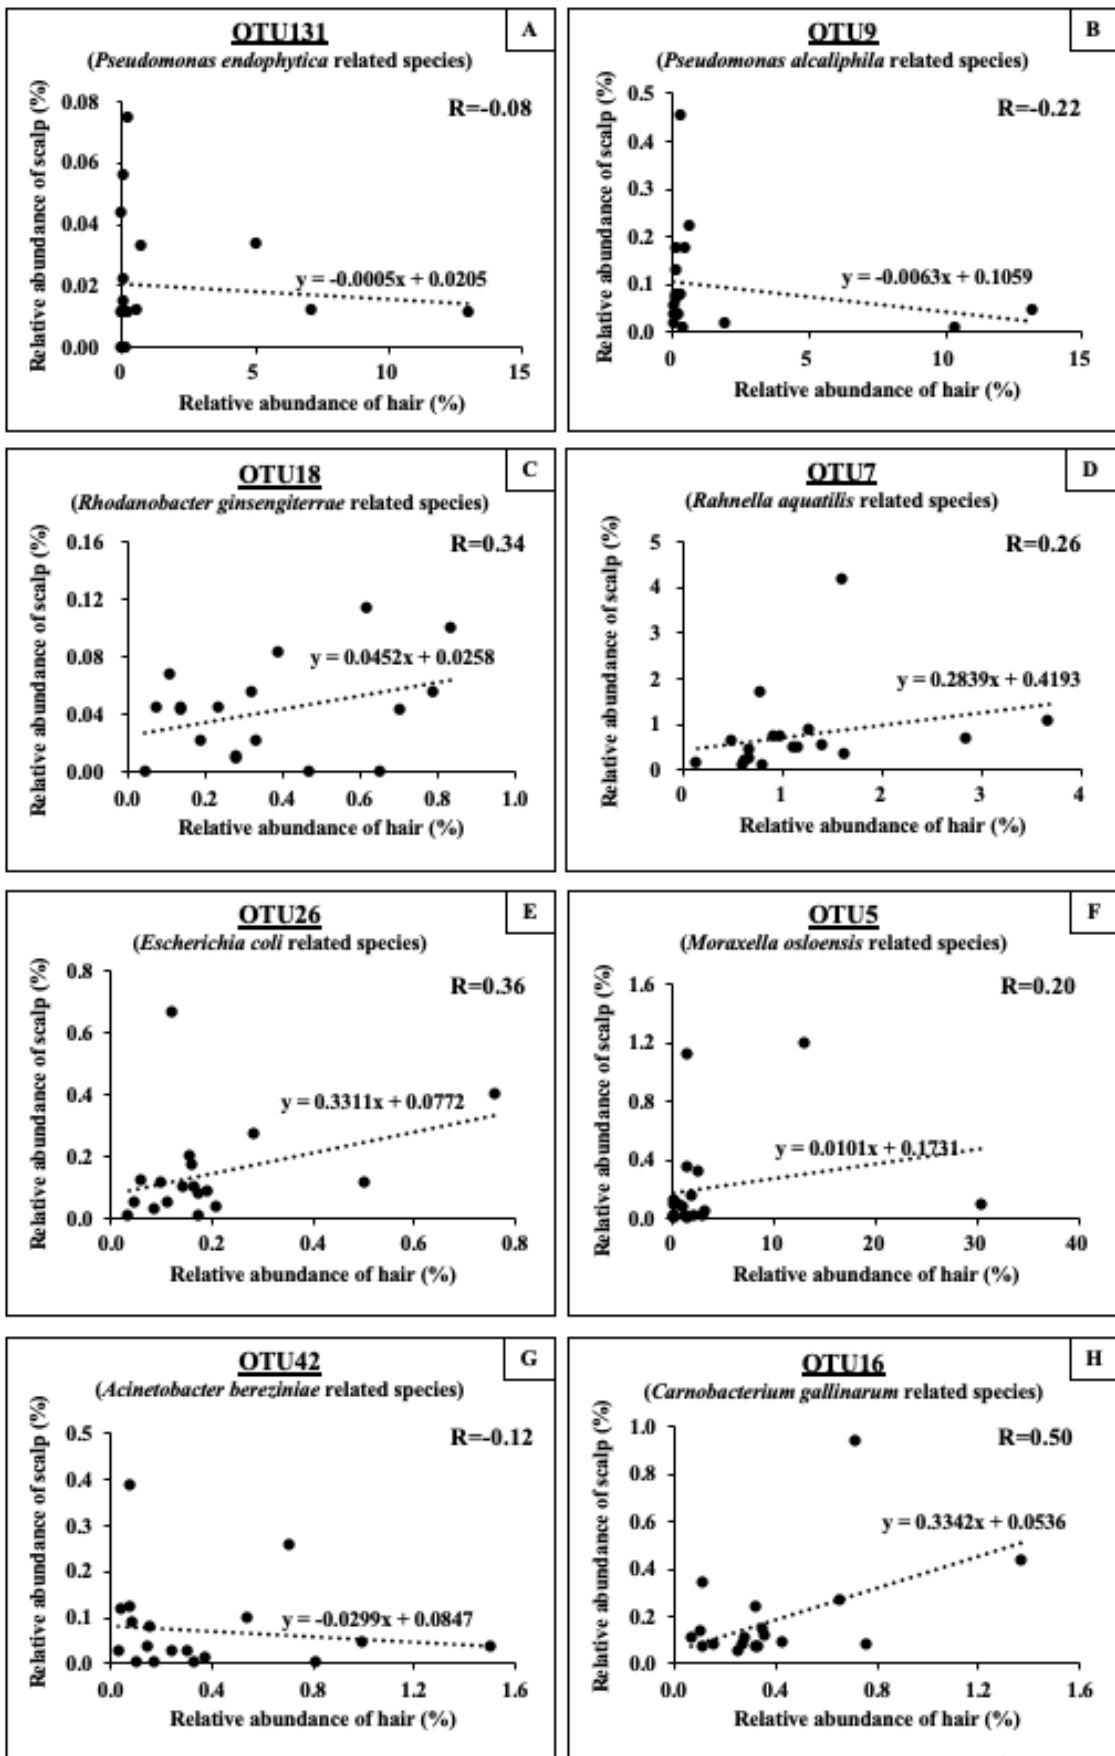 OTU131
A
(Pseudomonas endophytica related species)
R=-0.08
Relative abundance of scalp (%)
0.08
0.06
0.04
0.02
0.00
y = -0.0005x + 0.0205
0 5 10 15
Relative abundance of hair (%)
OTU9
B
(Pseudomonas alcaliphila related species)
R=-0.22
Relative abundance of scalp (%)
0.5
0.4
0.3
0.2
0.1
0.0
y = -0.0063x + 0.1059
0 5 10 15
Relative abundance of hair (%)
OTU18
C
(Rhodanobacter ginsengiterrae related species)
R=0.34
Relative abundance of scalp (%)
0.16
0.12
0.08
0.04
0.00
y = 0.0452x + 0.0258
0.0 0.2 0.4 0.6 0.8 1.0
Relative abundance of hair (%)
OTU7
D
(Rahnella aquatilis related species)
R=0.26
Relative abundance of scalp (%)
5
4
3
2
1
0
y = 0.2839x + 0.4193
0 1 2 3 4
Relative abundance of hair (%)
OTU26
E
(Escherichia coli related species)
R=0.36
Relative abundance of scalp (%)
0.8
0.6
0.4
0.2
0.0
y = 0.3311x + 0.0772
0.0 0.2 0.4 0.6 0.8
Relative abundance of hair (%)
OTU5
F
(Moraxella osloensis related species)
R=0.20
Relative abundance of scalp (%)
1.6
1.2
0.8
0.4
0.0
y = 0.0101x + 0.1731
0 10 20 30 40
Relative abundance of hair (%)
OTU42
G
(Acinetobacter bereziniae related species)
R=-0.12
Relative abundance of scalp (%)
0.5
0.4
0.3
0.2
0.1
0.0
y = -0.0299x + 0.0847
0.0 0.4 0.8 1.2 1.6
Relative abundance of hair (%)
OTU16
H
(Carnobacterium gallinarum related species)
R=0.50
Relative abundance of scalp (%)
1.0
0.8
0.6
0.4
0.2
0.0
y = 0.3342x + 0.0536
0.0 0.4 0.8 1.2 1.6
Relative abundance of hair (%)